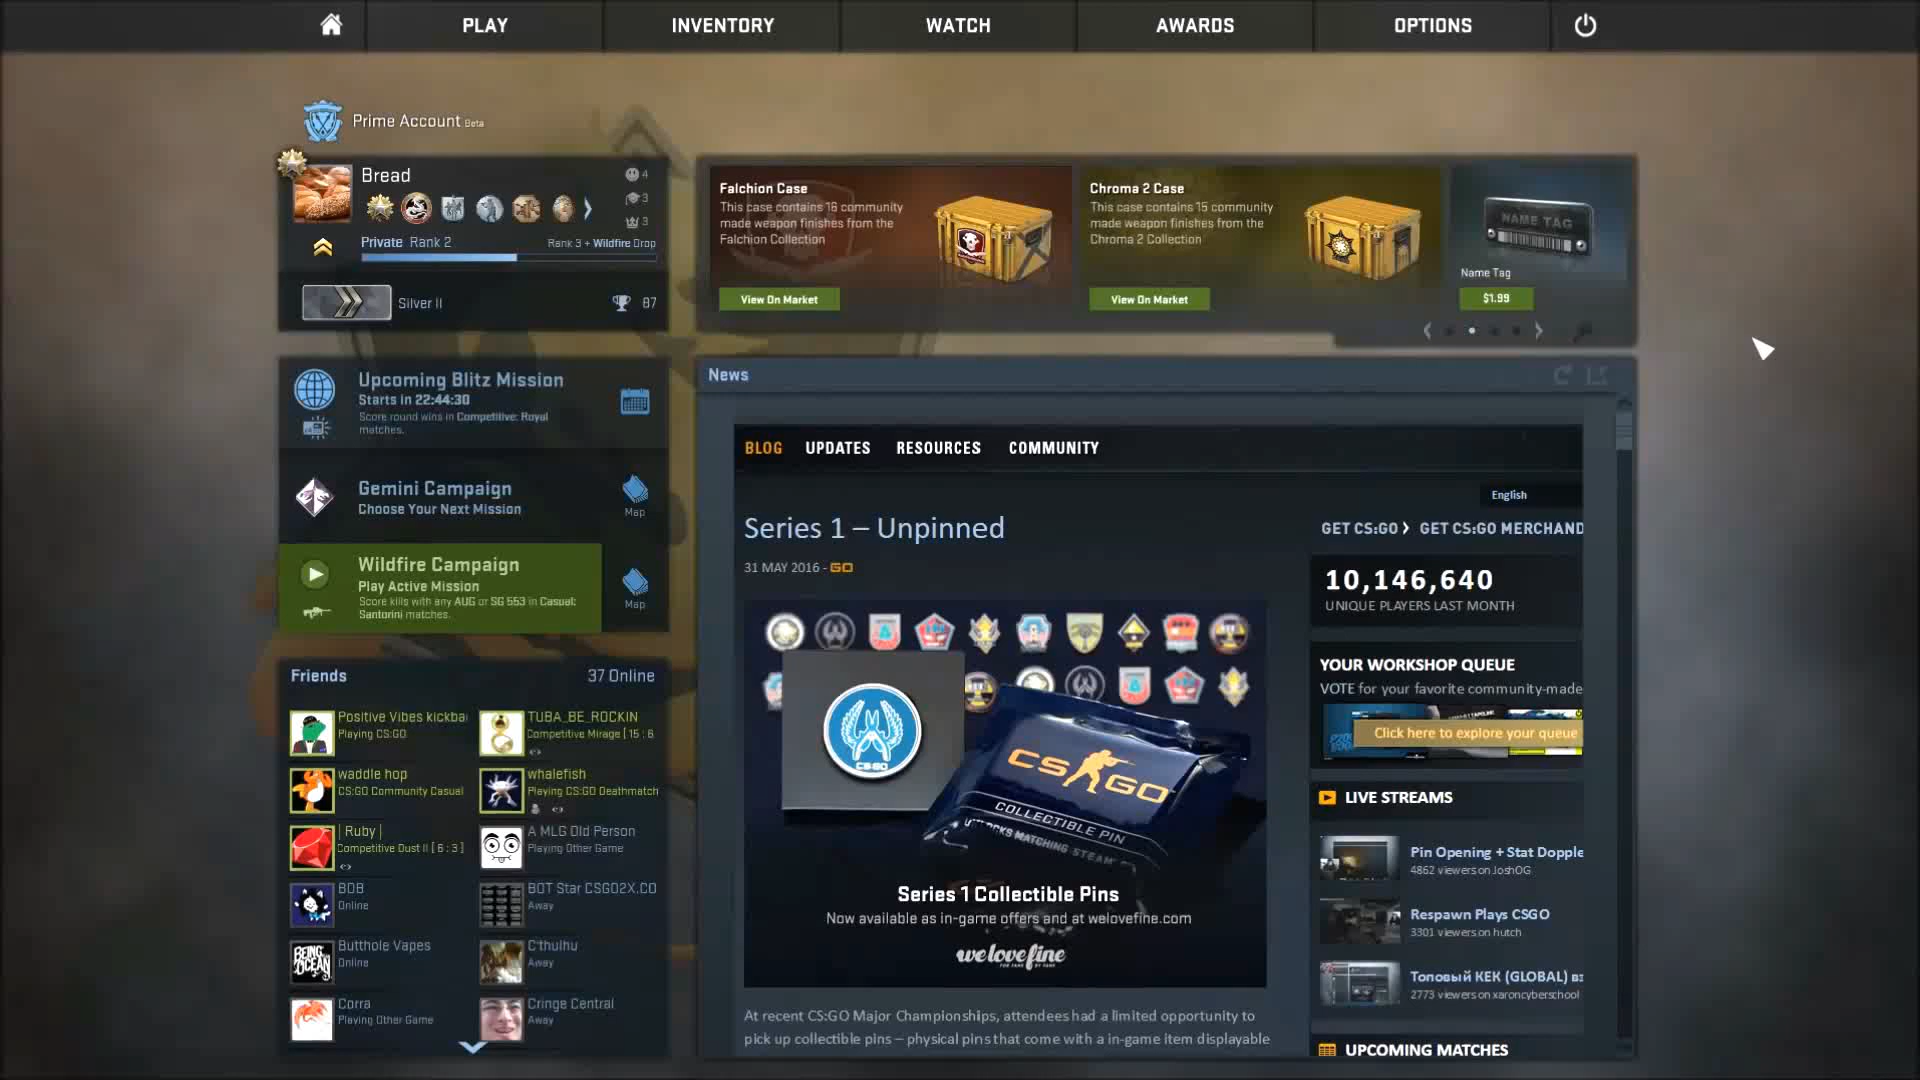 PLAY
INVENTORY
WATCH
AWARDS
OPTIONS
Prime Account Beta
Bread
4
3
3
Private Rank 2
Rank 3 + Wildfire Drop
Silver II
87
Falchion Case
This case contains 16 community
made weapon finishes from the
Falchion Collection
View On Market
Chroma 2 Case
This case contains 15 community
made weapon finishes from the
Chroma 2 Collection
View On Market
NAME TAG
Name Tag
$1.99
Upcoming Blitz Mission
Starts in 22:44:30
Score round wins in Competitive: Royal
matches.
Gemini Campaign
Choose Your Next Mission
Map
Wildfire Campaign
Play Active Mission
Score kills with any AUG or SG 553 in Casual:
Santorini matches.
Map
Friends
37 Online
Positive Vibes kickba
Playing CS:GO
TUBA_BE_ROCKIN
Competitive Mirage [ 15 : 6
waddle hop
CS:GO Community Casual
whalefish
Playing CS:GO Deathmatch
| Ruby |
Competitive Dust II [ 6 : 3 ]
A MLG Old Person
Playing Other Game
BOB
Online
BOT Star CSGO2X.CO
Away
Butthole Vapes
Online
BEING
OCEAN
C'thulhu
Away
Corra
Playing Other Game
Cringe Central
Away
News
BLOG
UPDATES
RESOURCES
COMMUNITY
English
Series 1 – Unpinned
31 MAY 2016 - GO
GET CS:GO
GET CS:GO MERCHAND
10,146,640
UNIQUE PLAYERS LAST MONTH
YOUR WORKSHOP QUEUE
VOTE for your favorite community-made
Click here to explore your queue
LIVE STREAMS
Pin Opening + Stat Dopple
4862 viewers on JoshOG
Respawn Plays CSGO
3301 viewers on hutch
Топовый КЕК (GLOBAL) вз
2773 viewers on xaroncyberschool
UPCOMING MATCHES
CS:GO
CS GO
COLLECTIBLE PIN
UNLOCKS MATCHING STEAM
Series 1 Collectible Pins
Now available as in-game offers and at welovefine.com
welovefine
FOR FANS BY FANS
At recent CS:GO Major Championships, attendees had a limited opportunity to
pick up collectible pins – physical pins that come with a in-game item displayable